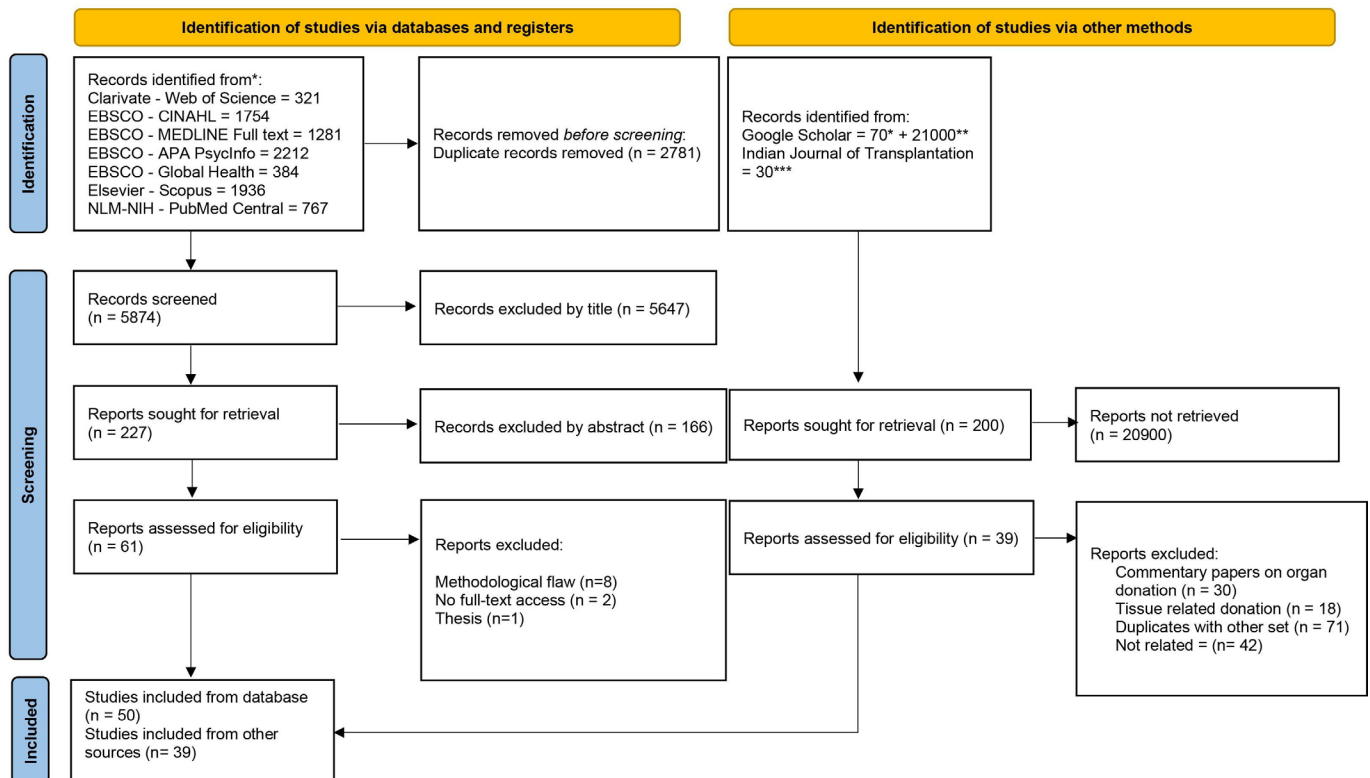 Identification of studies via databases and registers
Identification of studies via other methods
Identification
Records identified from*:
Clarivate - Web of Science = 321
EBSCO - CINAHL = 1754
EBSCO - MEDLINE Full text = 1281
EBSCO - APA PsycInfo = 2212
EBSCO - Global Health = 384
Elsevier - Scopus = 1936
NLM-NIH - PubMed Central = 767
Records removed before screening:
Duplicate records removed (n = 2781)
Records identified from:
Google Scholar = 70* + 21000**
Indian Journal of Transplantation
= 30***
Screening
Records screened
(n = 5874)
Records excluded by title (n = 5647)
Reports sought for retrieval
(n = 227)
Records excluded by abstract (n = 166)
Reports sought for retrieval (n = 200)
Reports not retrieved
(n = 20900)
Reports assessed for eligibility
(n = 61)
Reports excluded:
Methodological flaw (n=8)
No full-text access (n = 2)
Thesis (n=1)
Reports assessed for eligibility (n = 39)
Reports excluded:
Commentary papers on organ
donation (n = 30)
Tissue related donation (n = 18)
Duplicates with other set (n = 71)
Not related = (n= 42)
Included
Studies included from database
(n = 50)
Studies included from other
sources (n= 39)